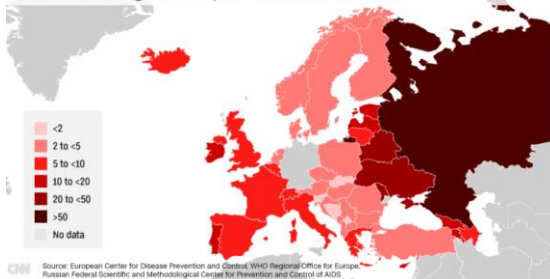 <2
2 to <5
5 to <10
10 to <20
20 to <50
>50
No data
CNN
Source: European Center for Disease Prevention and Control, WHO Regional Office for Europe,
Russian Federal Scientific and Methodological Center for Prevention and Control of AIDS